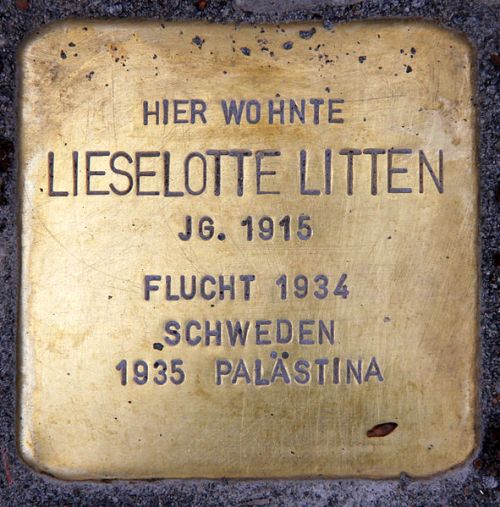 HIER WOHNTE
LIESELOTTE LITTEN
JG. 1915
FLUCHT 1934
SCHWEDEN
1935 PALÄSTINA